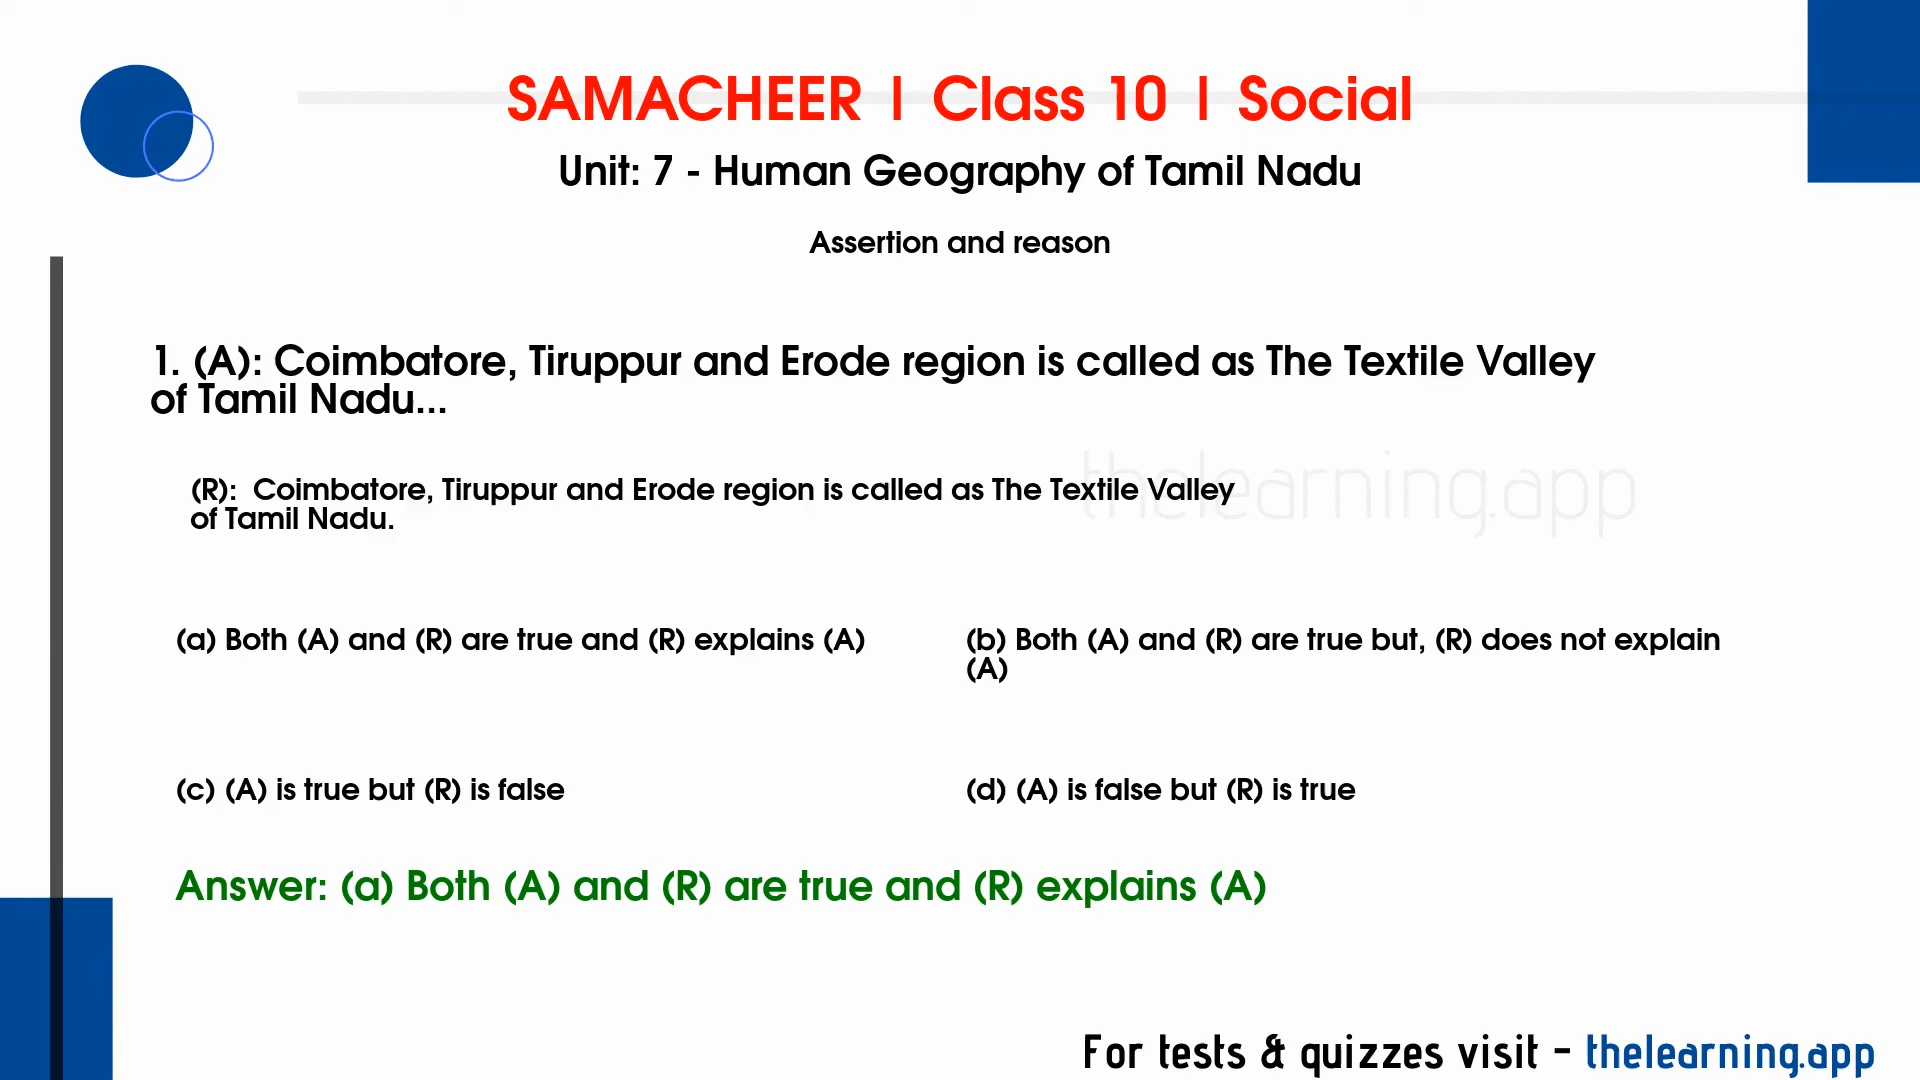 SAMACHEER | Class 10 | Social
Unit: 7 - Human Geography of Tamil Nadu
Assertion and reason
1. (A): Coimbatore, Tiruppur and Erode region is called as The Textile Valley
of Tamil Nadu...
thelearning.app
(R):  Coimbatore, Tiruppur and Erode region is called as The Textile Valley
of Tamil Nadu.
(a) Both (A) and (R) are true and (R) explains (A)
(b) Both (A) and (R) are true but, (R) does not explain
(A)
(c) (A) is true but (R) is false
(d) (A) is false but (R) is true
Answer: (a) Both (A) and (R) are true and (R) explains (A)
For tests & quizzes visit - thelearning.app